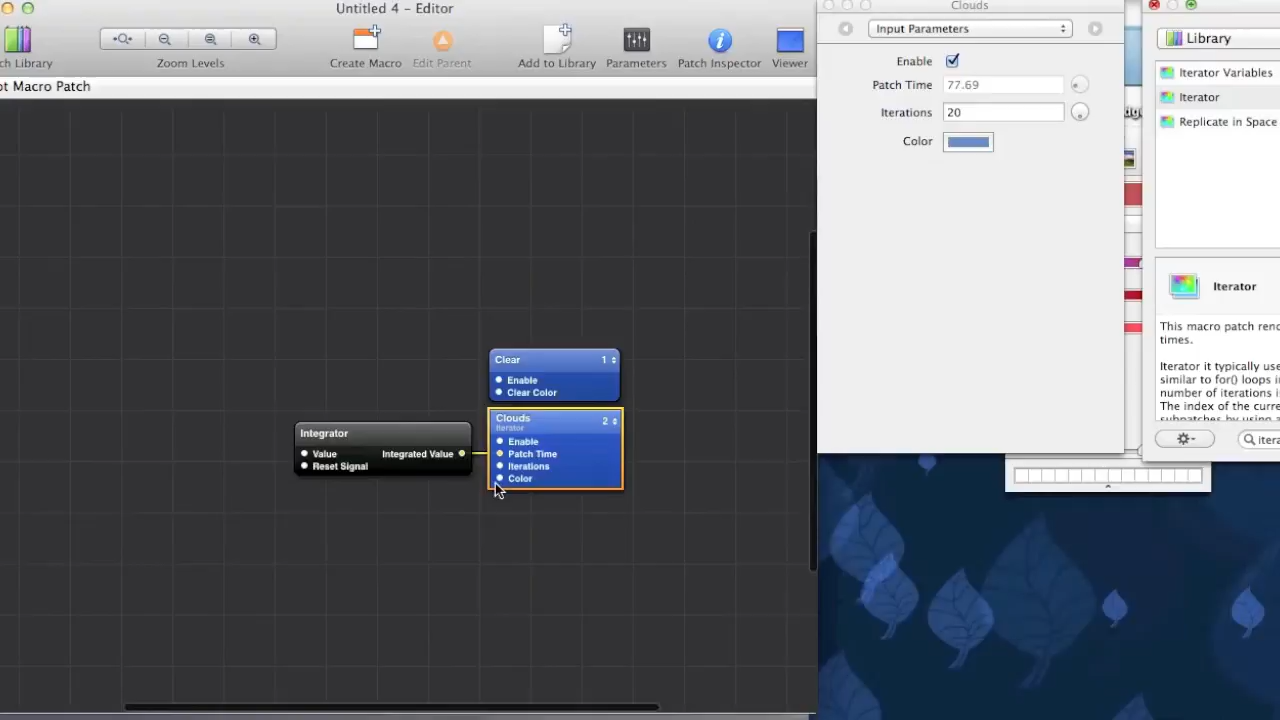 Untitled 4 - Editor
ch Library
Zoom Levels
Create Macro
Edit Parent
Add to Library
Parameters
Patch Inspector
Viewer
ot Macro Patch
Clear 1
Enable
Clear Color
Clouds 2
Iterator
Enable
Patch Time
Iterations
Color
Integrator
Value Integrated Value
Reset Signal
Clouds
Input Parameters
Enable
Patch Time 77.69
Iterations 20
Color
Library
Iterator Variables
Iterator
Replicate in Space
Iterator
This macro patch rend
times.
Iterator it typically use
similar to for() loops i
number of iterations i
The index of the curre
subpatches by using a
itera